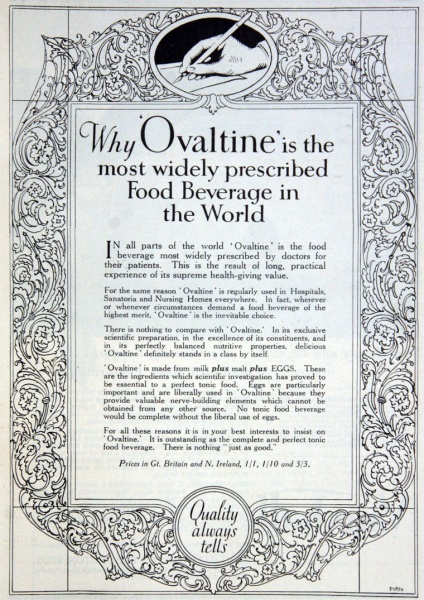 Why 'Ovaltine' is the
most widely prescribed
Food Beverage in
the World
IN all parts of the world 'Ovaltine' is the food
beverage most widely prescribed by doctors for
their patients. This is the result of long, practical
experience of its supreme health-giving value.
For the same reason 'Ovaltine' is regularly used in Hospitals,
Sanatoria and Nursing Homes everywhere. In fact, wherever
or whenever circumstances demand a food beverage of the
highest merit, 'Ovaltine' is the inevitable choice.
There is nothing to compare with 'Ovaltine.' In its exclusive
scientific preparation, in the excellence of its constituents, and
in its perfectly balanced nutritive properties, delicious
'Ovaltine' definitely stands in a class by itself.
'Ovaltine' is made from milk plus malt plus EGGS. These
are the ingredients which scientific investigation has proved to
be essential to a perfect tonic food. Eggs are particularly
important and are liberally used in 'Ovaltine' because they
provide valuable nerve-building elements which cannot be
obtained from any other source. No tonic food beverage
would be complete without the liberal use of eggs.
For all these reasons it is in your best interests to insist on
'Ovaltine.' It is outstanding as the complete and perfect tonic
food beverage. There is nothing "just as good."
Prices in Gt. Britain and N. Ireland, 1/1, 1/10 and 3/3.
Quality
always
tells